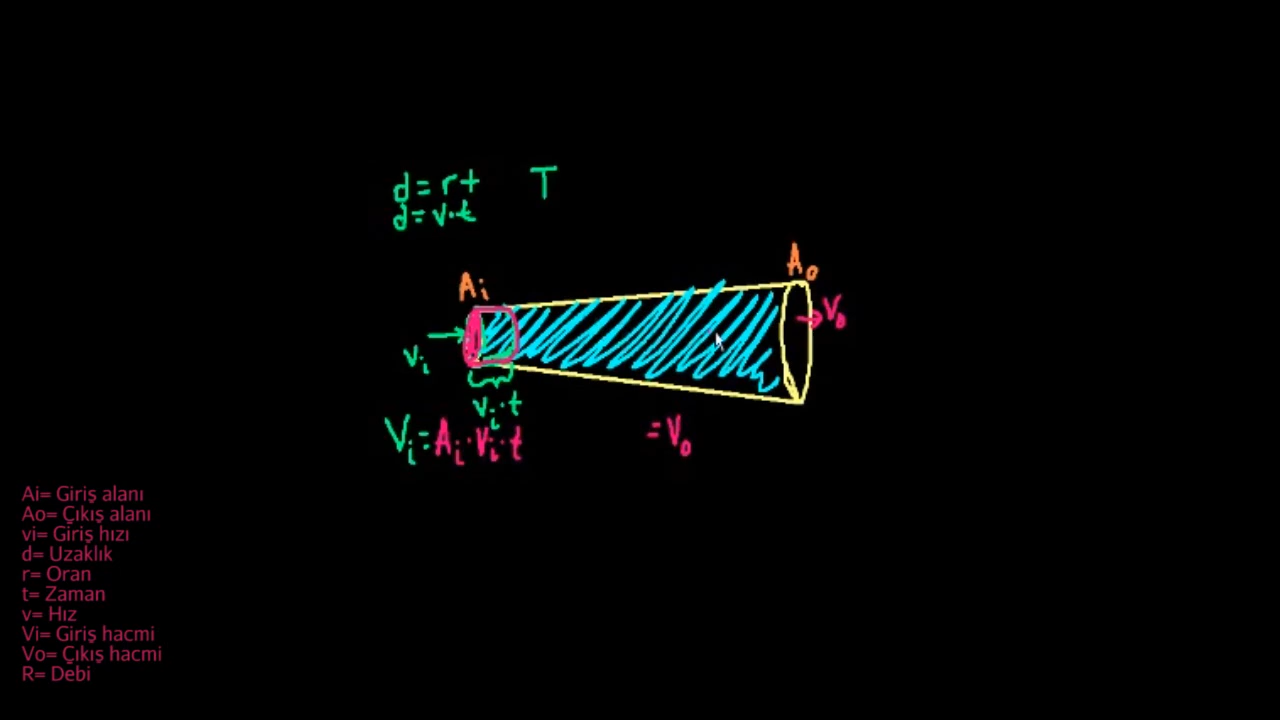 d=rt T
d=v·t
Ai Ao
vi Vo
vi·t
Vi=Ai·vi·t =Vo
Ai= Giriş alanı
Ao= Çıkış alanı
vi= Giriş hızı
d= Uzaklık
r= Oran
t= Zaman
v= Hız
Vi= Giriş hacmi
Vo= Çıkış hacmi
R= Debi